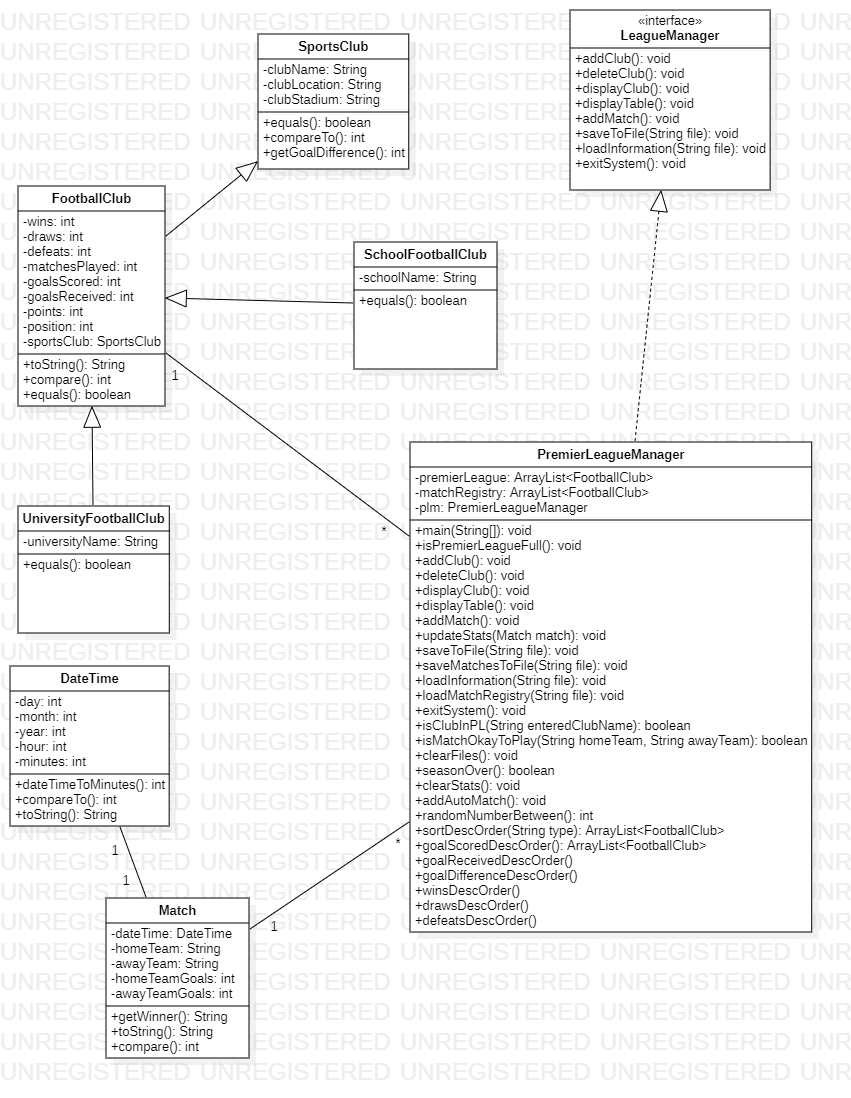 SportsClub
-clubName: String
-clubLocation: String
-clubStadium: String
+equals(): boolean
+compareTo(): int
+getGoalDifference(): int
«interface»
LeagueManager
+addClub(): void
+deleteClub(): void
+displayClub(): void
+displayTable(): void
+addMatch(): void
+saveToFile(String file): void
+loadInformation(String file): void
+exitSystem(): void
FootballClub
-wins: int
-draws: int
-defeats: int
-matchesPlayed: int
-goalsScored: int
-goalsReceived: int
-points: int
-position: int
-sportsClub: SportsClub
+toString(): String
+compare(): int
+equals(): boolean
SchoolFootballClub
-schoolName: String
+equals(): boolean
1
*
UniversityFootballClub
-universityName: String
+equals(): boolean
PremierLeagueManager
-premierLeague: ArrayList<FootballClub>
-matchRegistry: ArrayList<FootballClub>
-plm: PremierLeagueManager
+main(String[]): void
+isPremierLeagueFull(): void
+addClub(): void
+deleteClub(): void
+displayClub(): void
+displayTable(): void
+addMatch(): void
+updateStats(Match match): void
+saveToFile(String file): void
+saveMatchesToFile(String file): void
+loadInformation(String file): void
+loadMatchRegistry(String file): void
+exitSystem(): void
+isClubInPL(String enteredClubName): boolean
+isMatchOkayToPlay(String homeTeam, String awayTeam): boolean
+clearFiles(): void
+seasonOver(): boolean
+clearStats(): void
+addAutoMatch(): void
+randomNumberBetween(): int
+sortDescOrder(String type): ArrayList<FootballClub>
+goalScoredDescOrder(): ArrayList<FootballClub>
+goalReceivedDescOrder()
+goalDifferenceDescOrder()
+winsDescOrder()
+drawsDescOrder()
+defeatsDescOrder()
DateTime
-day: int
-month: int
-year: int
-hour: int
-minutes: int
+dateTimeToMinutes(): int
+compareTo(): int
+toString(): String
1
1
*
1
Match
-dateTime: DateTime
-homeTeam: String
-awayTeam: String
-homeTeamGoals: int
-awayTeamGoals: int
+getWinner(): String
+toString(): String
+compare(): int